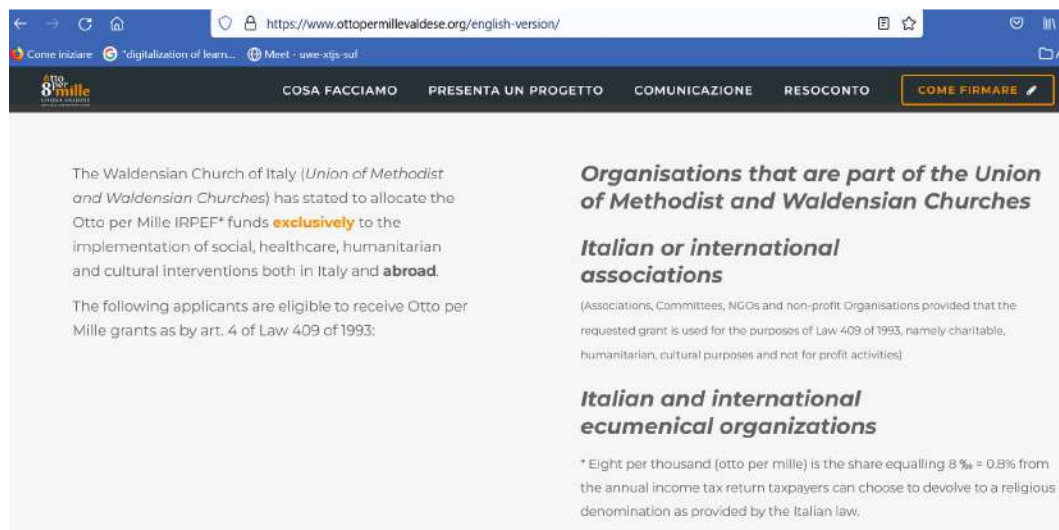 https://www.ottopermillevaldese.org/english-version/
Come iniziare "digitalization of learn... Meet - uwe-xtjs-suf
otto 8 per mille
CHIESA VALDESE
COSA FACCIAMO PRESENTA UN PROGETTO COMUNICAZIONE RESOCONTO COME FIRMARE
The Waldensian Church of Italy (Union of Methodist
and Waldensian Churches) has stated to allocate the
Otto per Mille IRPEF* funds exclusively to the
implementation of social, healthcare, humanitarian
and cultural interventions both in Italy and abroad.
The following applicants are eligible to receive Otto per
Mille grants as by art. 4 of Law 409 of 1993:
Organisations that are part of the Union
of Methodist and Waldensian Churches
Italian or international
associations
(Associations, Committees, NGOs and non-profit Organisations provided that the
requested grant is used for the purposes of Law 409 of 1993, namely charitable,
humanitarian, cultural purposes and not for profit activities)
Italian and international
ecumenical organizations
* Eight per thousand (otto per mille) is the share equalling 8 ‰ = 0.8% from
the annual income tax return taxpayers can choose to devolve to a religious
denomination as provided by the Italian law.